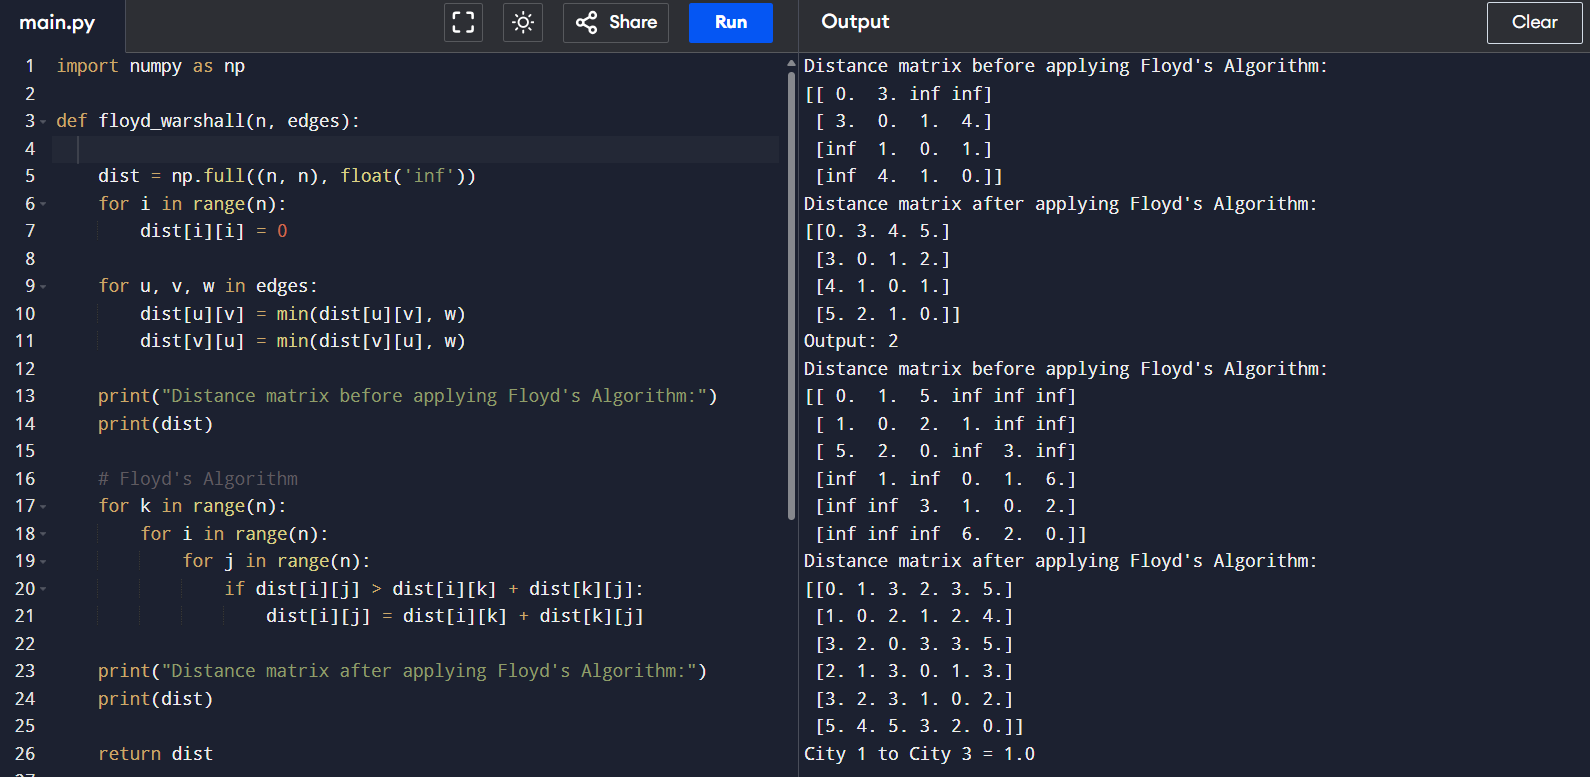 main.py
Share
Run
Output
Clear
1 import numpy as np
2
3 def floyd_warshall(n, edges):
4
5     dist = np.full((n, n), float('inf'))
6     for i in range(n):
7         dist[i][i] = 0
8
9     for u, v, w in edges:
10         dist[u][v] = min(dist[u][v], w)
11         dist[v][u] = min(dist[v][u], w)
12
13     print("Distance matrix before applying Floyd's Algorithm:")
14     print(dist)
15
16     # Floyd's Algorithm
17     for k in range(n):
18         for i in range(n):
19             for j in range(n):
20                 if dist[i][j] > dist[i][k] + dist[k][j]:
21                     dist[i][j] = dist[i][k] + dist[k][j]
22
23     print("Distance matrix after applying Floyd's Algorithm:")
24     print(dist)
25
26     return dist
Distance matrix before applying Floyd's Algorithm:
[[ 0.  3. inf inf]
 [ 3.  0.  1.  4.]
 [inf  1.  0.  1.]
 [inf  4.  1.  0.]]
Distance matrix after applying Floyd's Algorithm:
[[0. 3. 4. 5.]
 [3. 0. 1. 2.]
 [4. 1. 0. 1.]
 [5. 2. 1. 0.]]
Output: 2
Distance matrix before applying Floyd's Algorithm:
[[ 0.  1.  5. inf inf inf]
 [ 1.  0.  2.  1. inf inf]
 [ 5.  2.  0. inf  3. inf]
 [inf  1. inf  0.  1.  6.]
 [inf inf  3.  1.  0.  2.]
 [inf inf inf  6.  2.  0.]]
Distance matrix after applying Floyd's Algorithm:
[[0. 1. 3. 2. 3. 5.]
 [1. 0. 2. 1. 2. 4.]
 [3. 2. 0. 3. 3. 5.]
 [2. 1. 3. 0. 1. 3.]
 [3. 2. 3. 1. 0. 2.]
 [5. 4. 5. 3. 2. 0.]]
City 1 to City 3 = 1.0